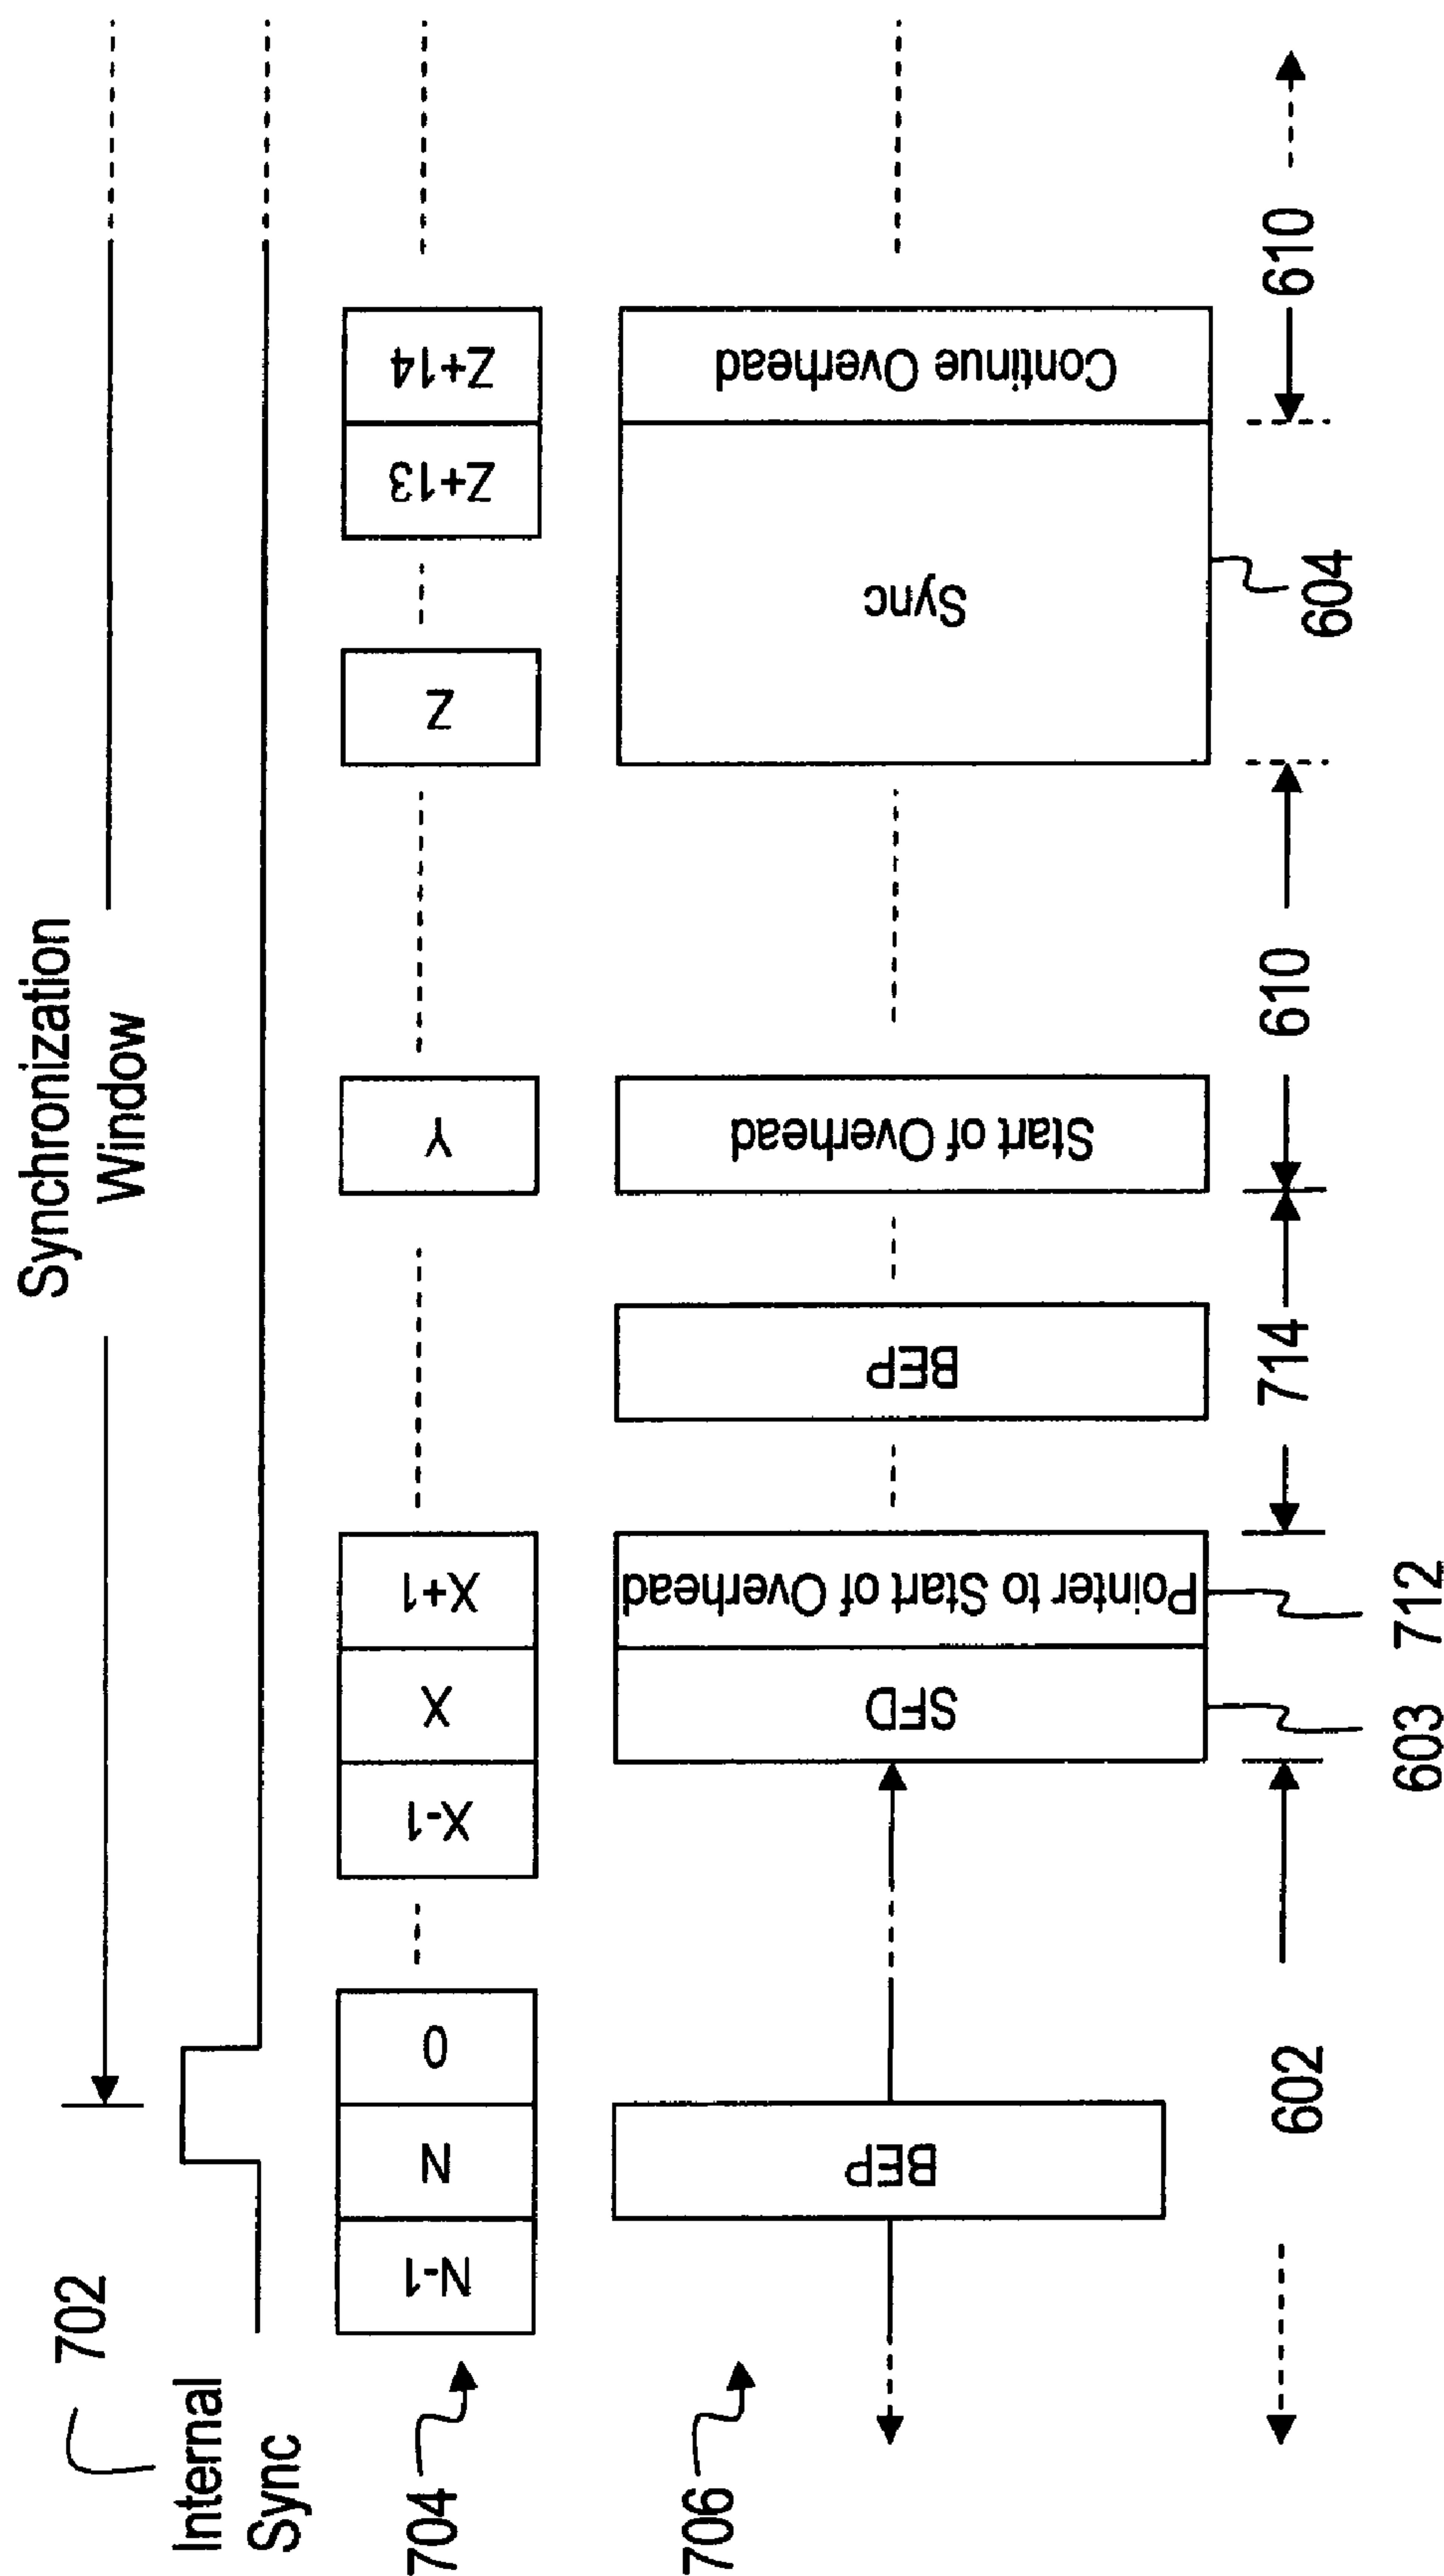 Synchronization
Window
702
Internal
Sync
704
N-1
N
0
X-1
X
X+1
Y
Z
Z+13
Z+14
706
BEP
SFD
Pointer to Start of Overhead
BEP
Start of Overhead
Sync
Continue Overhead
602
603
712
714
610
604
610